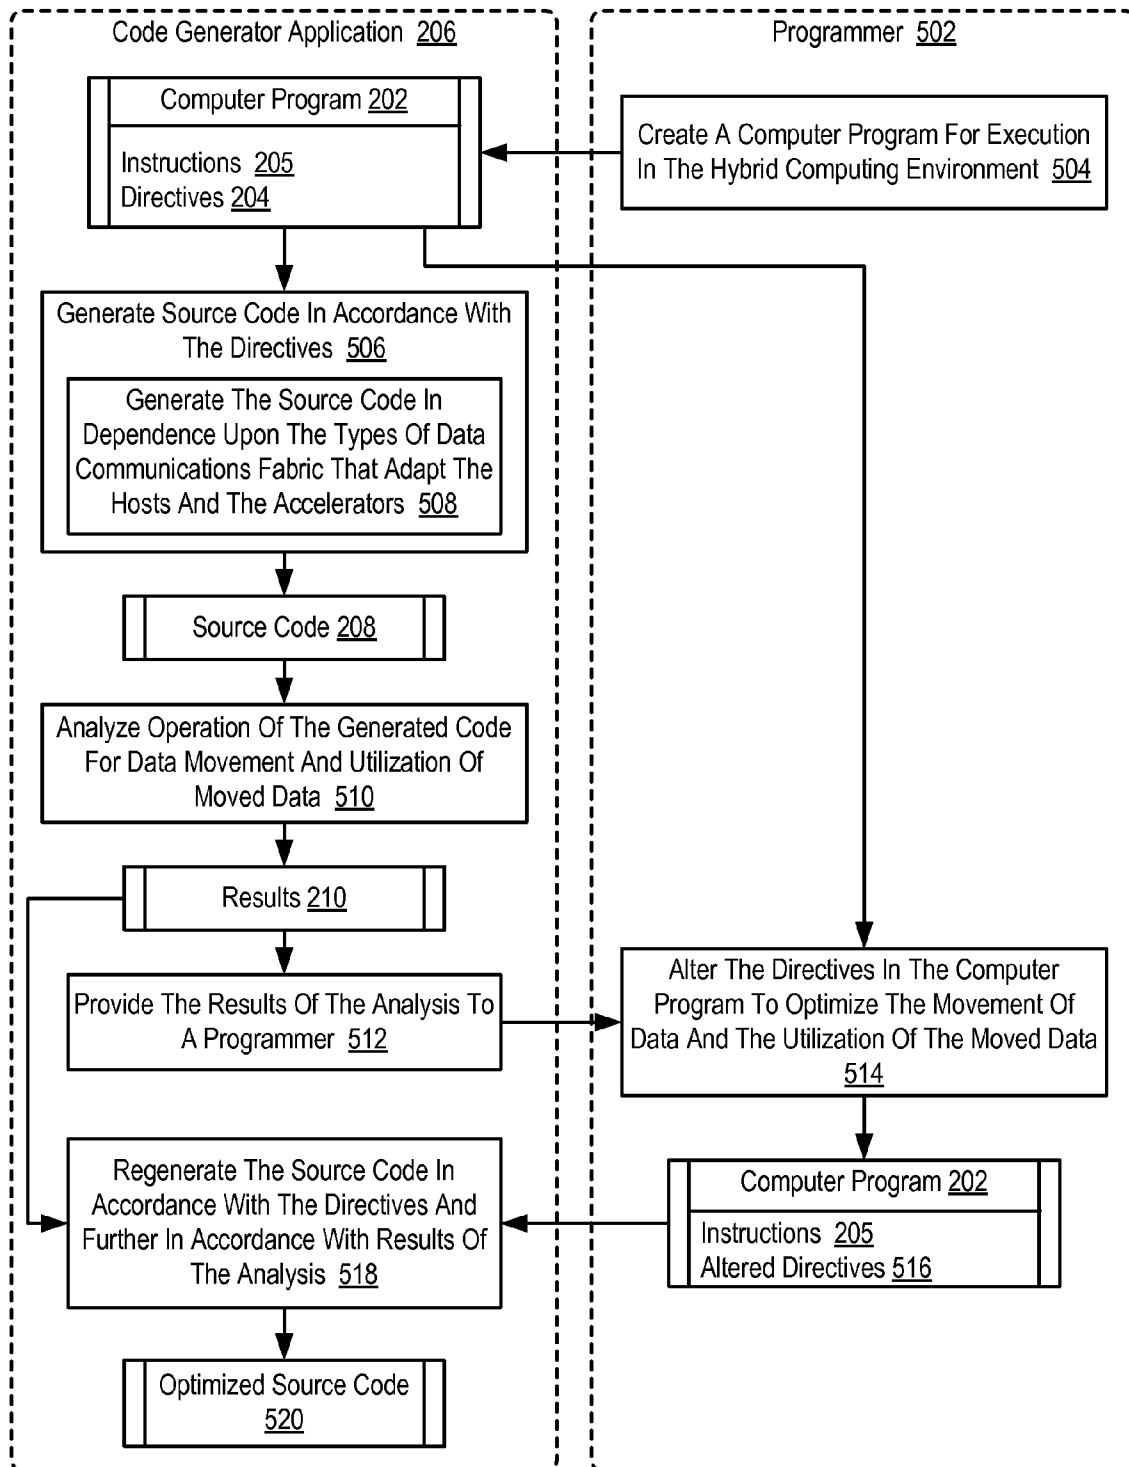 Code Generator Application 206
Programmer 502
Computer Program 202
Instructions 205
Directives 204
Create A Computer Program For Execution
In The Hybrid Computing Environment 504
Generate Source Code In Accordance With
The Directives 506
Generate The Source Code In
Dependence Upon The Types Of Data
Communications Fabric That Adapt The
Hosts And The Accelerators 508
Source Code 208
Analyze Operation Of The Generated Code
For Data Movement And Utilization Of
Moved Data 510
Results 210
Provide The Results Of The Analysis To
A Programmer 512
Alter The Directives In The Computer
Program To Optimize The Movement Of
Data And The Utilization Of The Moved Data
514
Computer Program 202
Instructions 205
Altered Directives 516
Regenerate The Source Code In
Accordance With The Directives And
Further In Accordance With Results Of
The Analysis 518
Optimized Source Code
520